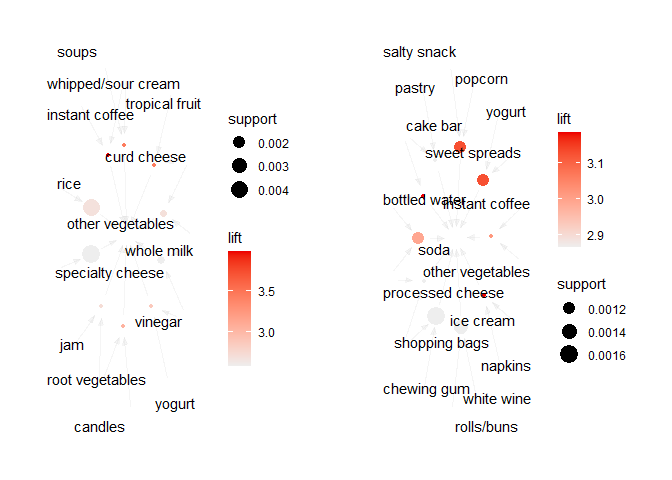 soups
whipped/sour cream
tropical fruit
instant coffee
curd cheese
rice
other vegetables
whole milk
specialty cheese
vinegar
jam
root vegetables
yogurt
candles
support
0.002
0.003
0.004
lift
3.5
3.0
salty snack
popcorn
pastry
yogurt
cake bar
sweet spreads
bottled water
instant coffee
soda
other vegetables
processed cheese
ice cream
shopping bags
napkins
chewing gum
white wine
rolls/buns
lift
3.1
3.0
2.9
support
0.0012
0.0014
0.0016